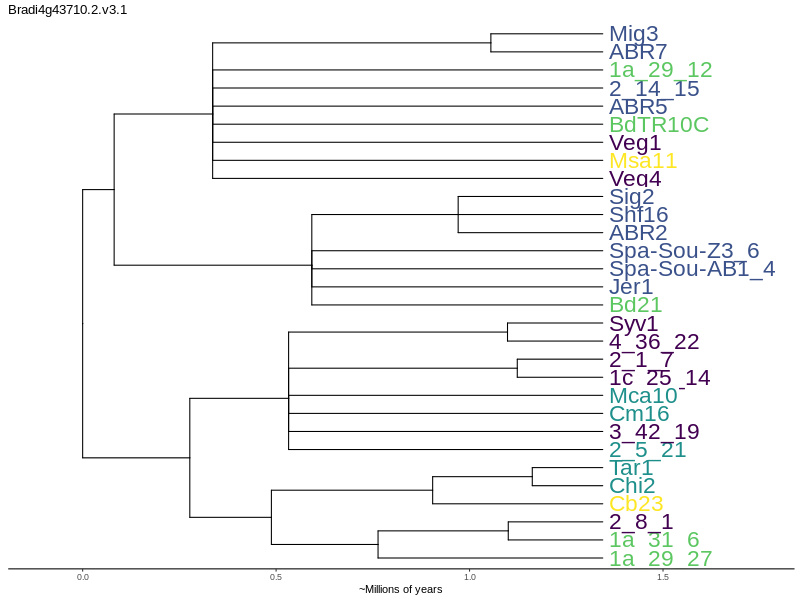 Bradi4g43710.2.v3.1
Mig3
ABR7
1a_29_12
2_14_15
ABR5
BdTR10C
Veg1
Msa11
Veg4
Sig2
Snf16
ABR2
Spa-Sou-Z3_6
Spa-Sou-AB1_4
Jer1
Bd21
Syv1
4_36_22
2_1_7
1c_25_14
Mca10
Cm16
3_42_19
2_5_21
Tar1
Chi2
Cb23
2_8_1
1a_31_6
1a_29_27
0.0 0.5 1.0 1.5
~Millions of years